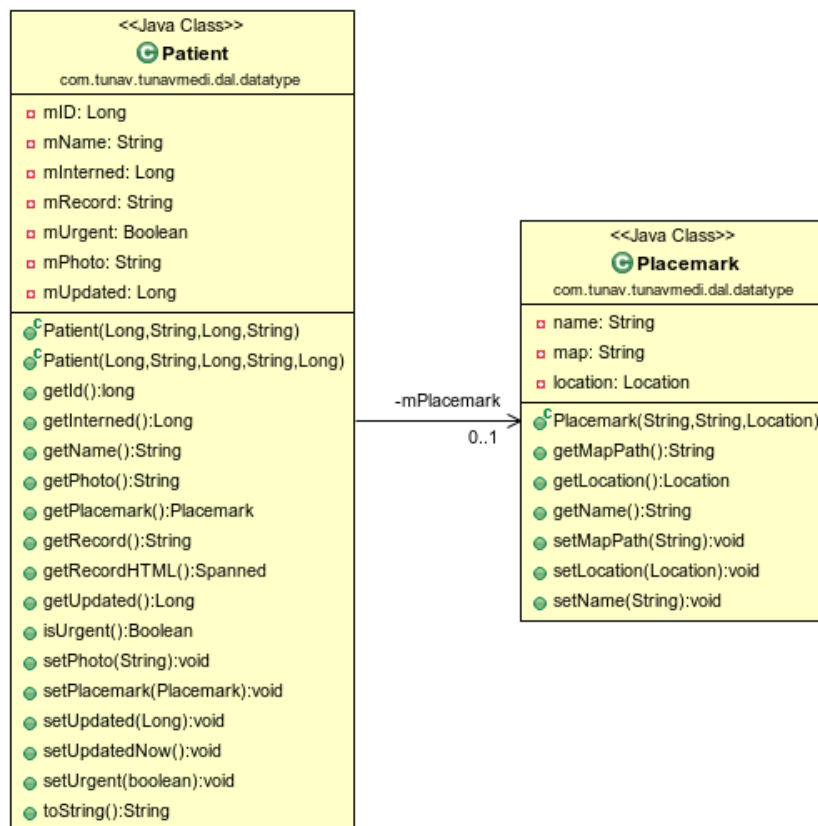 <<Java Class>>
Patient
com.tunav.tunavmedi.dal.datatype
mID: Long
mName: String
mInterned: Long
mRecord: String
mUrgent: Boolean
mPhoto: String
mUpdated: Long
Patient(Long,String,Long,String)
Patient(Long,String,Long,String,Long)
getId():long
getInterned():Long
getName():String
getPhoto():String
getPlacemark():Placemark
getRecord():String
getRecordHTML():Spanned
getUpdated():Long
isUrgent():Boolean
setPhoto(String):void
setPlacemark(Placemark):void
setUpdated(Long):void
setUpdatedNow():void
setUrgent(boolean):void
toString():String
-mPlacemark
0..1
<<Java Class>>
Placemark
com.tunav.tunavmedi.dal.datatype
name: String
map: String
location: Location
Placemark(String,String,Location)
getMapPath():String
getLocation():Location
getName():String
setMapPath(String):void
setLocation(Location):void
setName(String):void